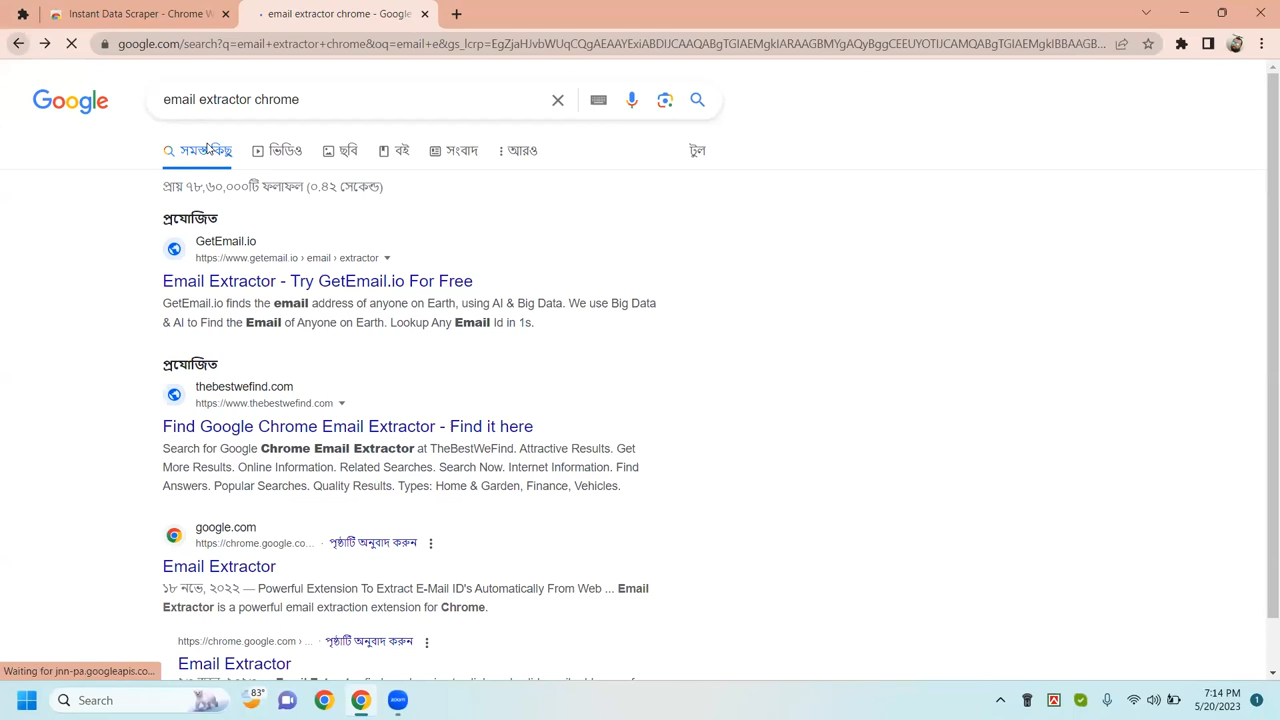 Instant Data Scraper - Chrome W
email extractor chrome - Google
google.com/search?q=email+extractor+chrome&oq=email+e&gs_lcrp=EgZjaHJvbWUqCQgAEAAYExiABDIJCAAQABgTGIAEMgkIARAAGBMYgAQyBggCEEUYOTIJCAMQABgTGIAEMgkIBBAAGBM...
Google
email extractor chrome
সমস্তকিছু ভিডিও ছবি বই সংবাদ আরও টুল
প্রায় ৭৮,৬০,০০০টি ফলাফল (০.৪২ সেকেন্ড)
প্রযোজিত
GetEmail.io
https://www.getemail.io › email › extractor
Email Extractor - Try GetEmail.io For Free
GetEmail.io finds the email address of anyone on Earth, using AI & Big Data. We use Big Data
& AI to Find the Email of Anyone on Earth. Lookup Any Email Id in 1s.
প্রযোজিত
thebestwefind.com
https://www.thebestwefind.com
Find Google Chrome Email Extractor - Find it here
Search for Google Chrome Email Extractor at TheBestWeFind. Attractive Results. Get
More Results. Online Information. Related Searches. Search Now. Internet Information. Find
Answers. Popular Searches. Quality Results. Types: Home & Garden, Finance, Vehicles.
google.com
https://chrome.google.co... · পৃষ্ঠাটি অনুবাদ করুন
Email Extractor
১৮ নভে, ২০২২ — Powerful Extension To Extract E-Mail ID's Automatically From Web ... Email
Extractor is a powerful email extraction extension for Chrome.
https://chrome.google.com › ... · পৃষ্ঠাটি অনুবাদ করুন
Email Extractor
Waiting for jnn-pa.googleapis.co...
Search
83°
zoom
7:14 PM
5/20/2023
1